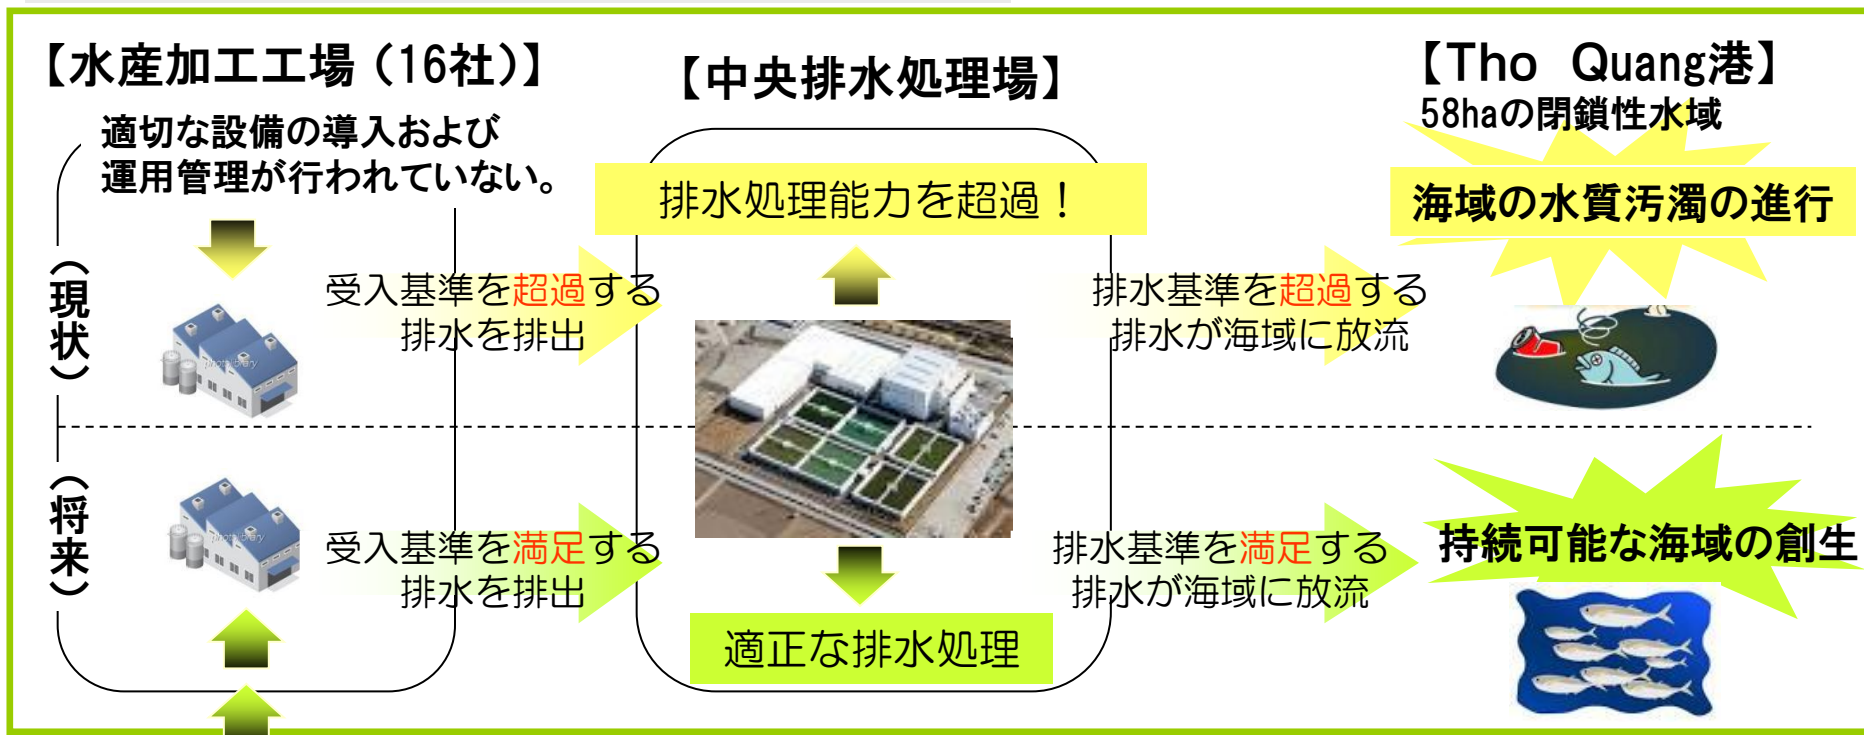 【水産加工工場（16社）】
適切な設備の導入および
運用管理が行われていない。
【中央排水処理場】
排水処理能力を超過！
【Tho Quang港】
58haの閉鎖性水域
海域の水質汚濁の進行
（現状）
受入基準を超過する
排水を排出
排水基準を超過する
排水が海域に放流
photolibrary
（将来）
受入基準を満足する
排水を排出
適正な排水処理
排水基準を満足する
排水が海域に放流
持続可能な海域の創生
photolibrary